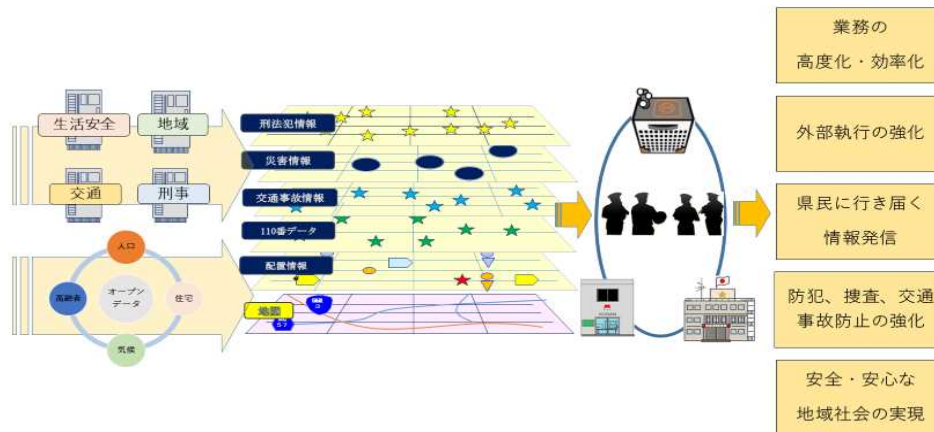 生活安全
地域
交通
刑事
人口
高齢者
オープン
データ
住宅
気候
刑法犯情報
災害情報
交通事故情報
110番データ
配置情報
地図
57
業務の
高度化・効率化
外部執行の強化
県民に行き届く
情報発信
防犯、捜査、交通
事故防止の強化
安全・安心な
地域社会の実現